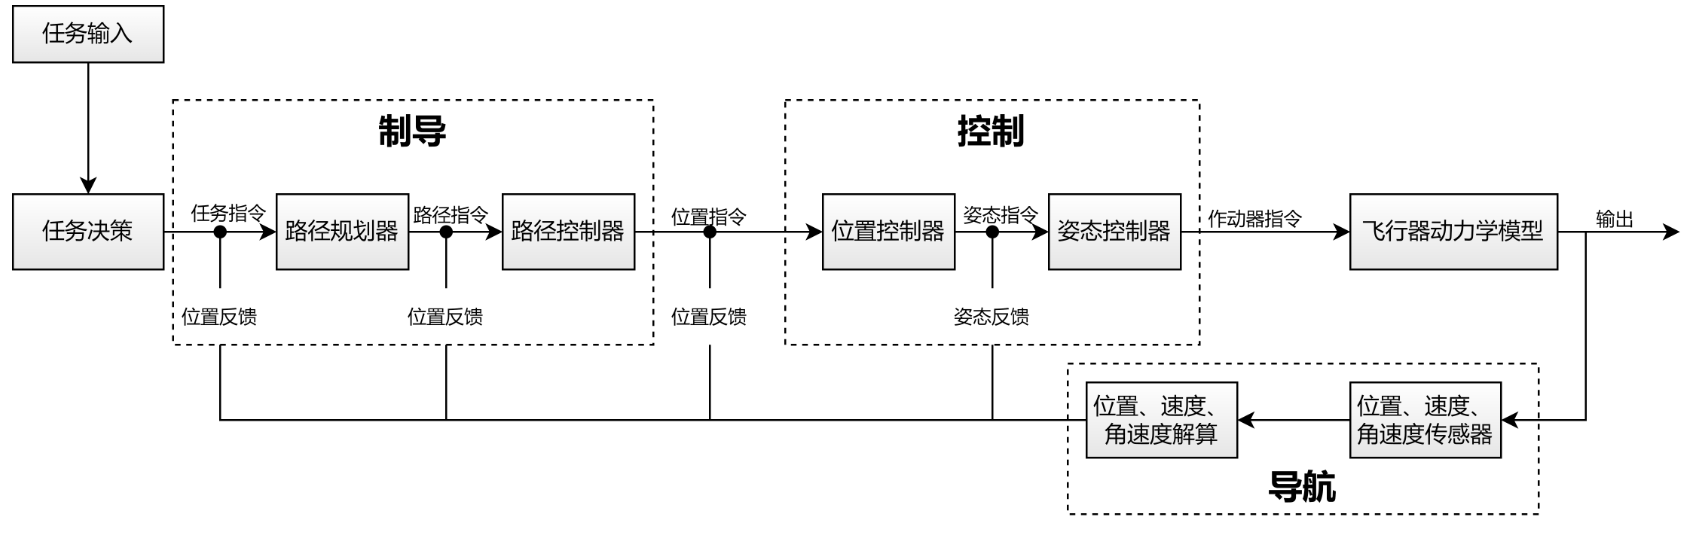 任务输入
制导
控制
任务决策
任务指令
路径规划器
路径指令
路径控制器
位置指令
位置控制器
姿态指令
姿态控制器
作动器指令
飞行器动力学模型
输出
位置反馈
位置反馈
位置反馈
姿态反馈
位置、速度、
角速度解算
位置、速度、
角速度传感器
导航